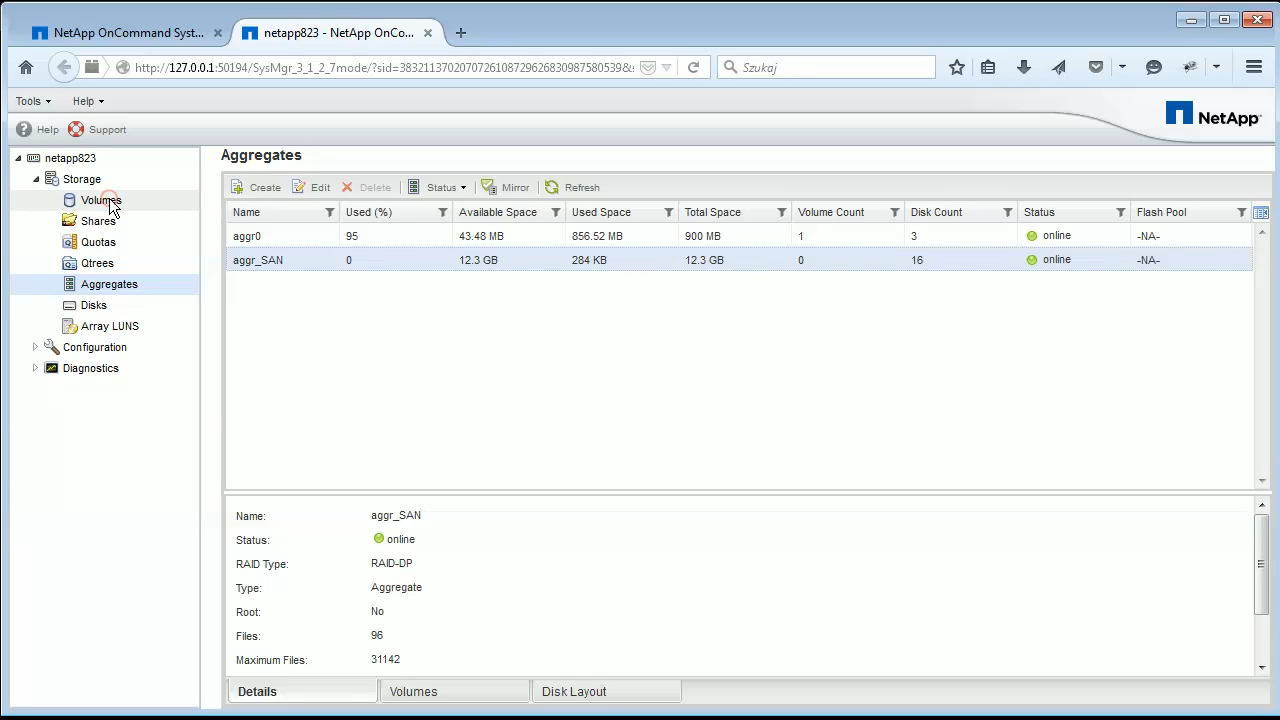 NetApp OnCommand Syst...
netapp823 - NetApp OnCo...
http://127.0.0.1:50194/SysMgr_3_1_2_7mode/?sid=3832113702070726108729626830987580539&s
Szukaj
Tools
Help
NetApp
Help
Support
netapp823
Storage
Volumes
Shares
Quotas
Qtrees
Aggregates
Disks
Array LUNS
Configuration
Diagnostics
Aggregates
Create
Edit
Delete
Status
Mirror
Refresh
Name Used (%) Available Space Used Space Total Space Volume Count Disk Count Status Flash Pool
aggr0 95 43.48 MB 856.52 MB 900 MB 1 3 online -NA-
aggr_SAN 0 12.3 GB 284 KB 12.3 GB 0 16 online -NA-
Name: aggr_SAN
Status: online
RAID Type: RAID-DP
Type: Aggregate
Root: No
Files: 96
Maximum Files: 31142
Details
Volumes
Disk Layout